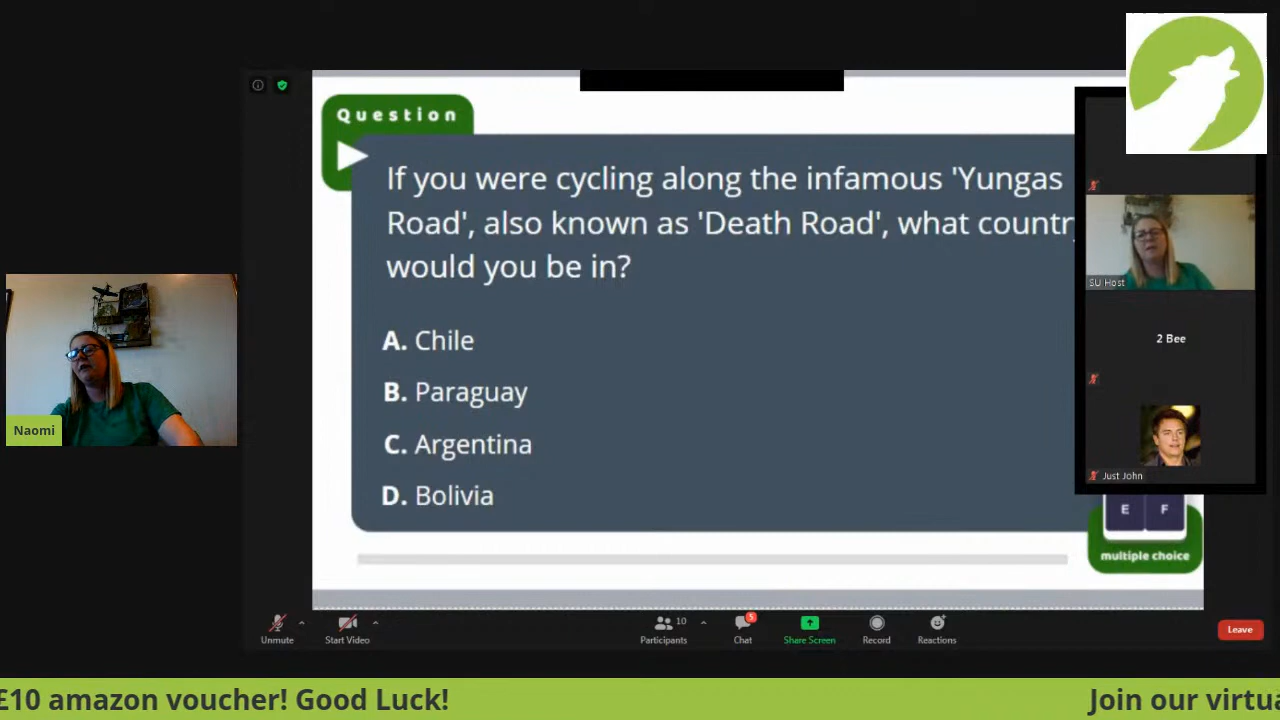 Question
If you were cycling along the infamous 'Yungas
Road', also known as 'Death Road', what countr
would you be in?
A. Chile
B. Paraguay
C. Argentina
D. Bolivia
E F
multiple choice
Naomi
SU Host
2 Bee
Just John
Unmute
Start Video
Participants
10
Chat
5
Share Screen
Record
Reactions
Leave
£10 amazon voucher! Good Luck!
Join our virtua